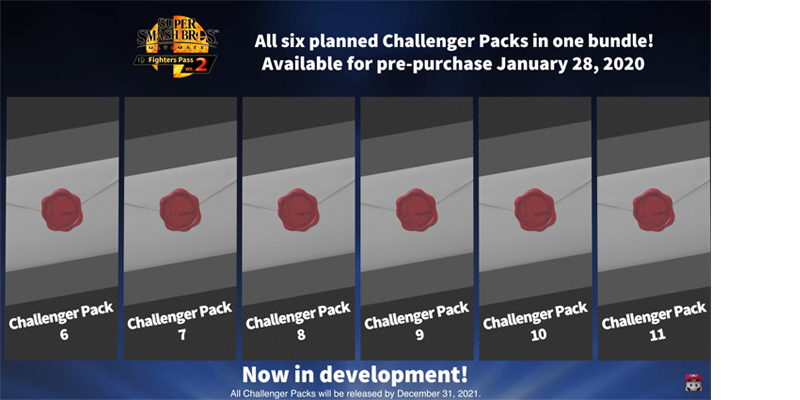 SUPER
SMASH BROS.
ULTIMATE
Fighters Pass
VOL. 2
All six planned Challenger Packs in one bundle!
Available for pre-purchase January 28, 2020
Challenger Pack
6
Challenger Pack
7
Challenger Pack
8
Challenger Pack
9
Challenger Pack
10
Challenger Pack
11
Now in development!
All Challenger Packs will be released by December 31, 2021.